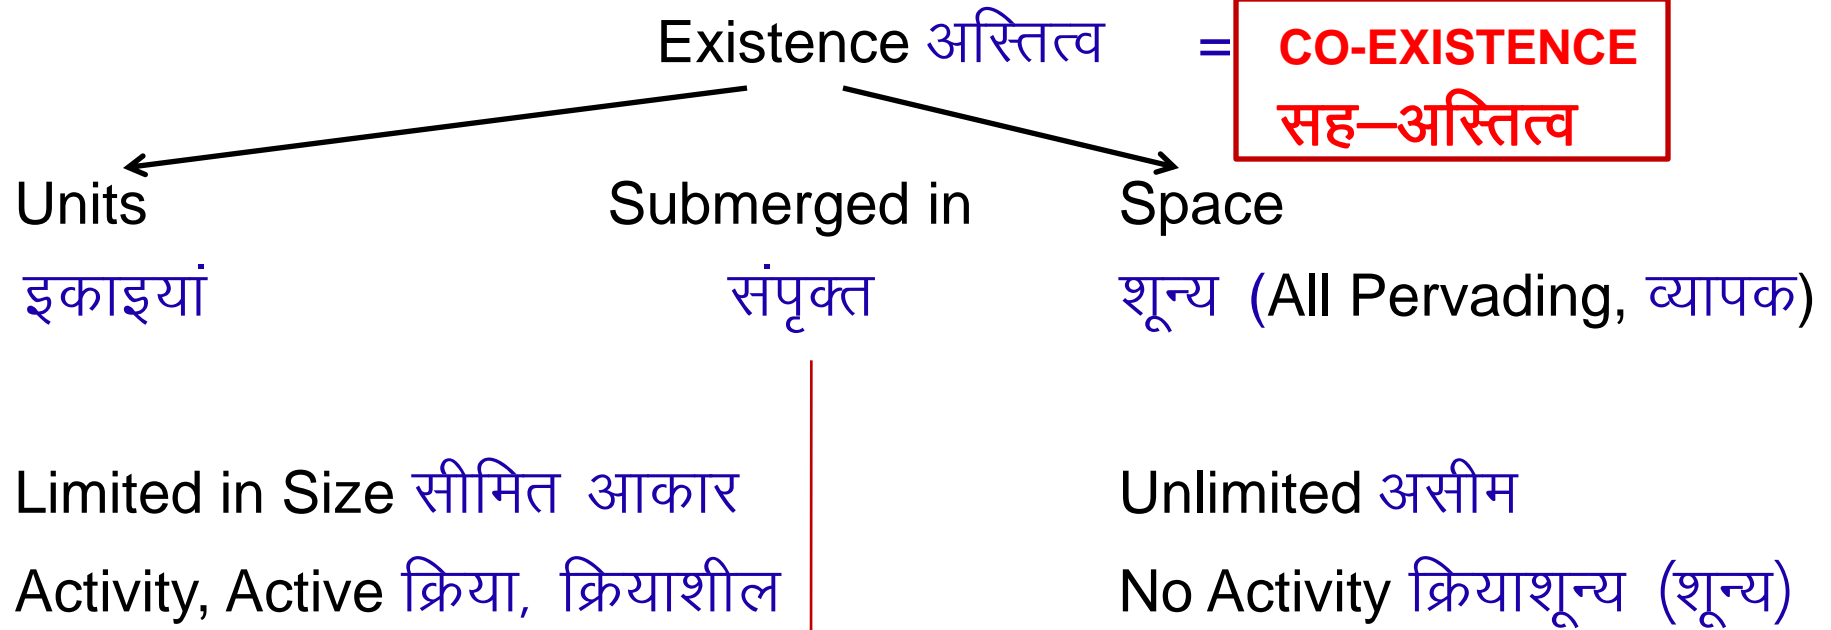 Existence अस्तित्व = CO-EXISTENCE
सह–अस्तित्व
Units Submerged in Space
इकाइयां संपृक्त शून्य (All Pervading, व्यापक)
Limited in Size सीमित आकार Unlimited असीम
Activity, Active क्रिया, क्रियाशील No Activity क्रियाशून्य (शून्य)